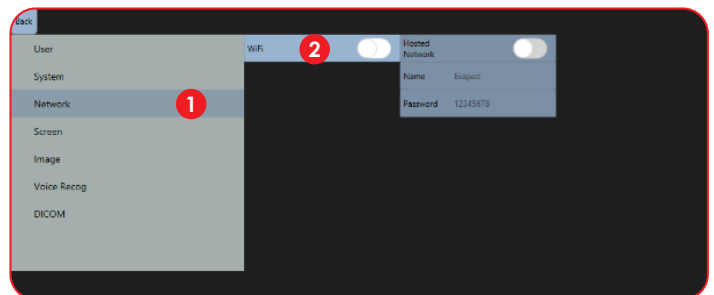 Back
User
System
Network
Screen
Image
Voice Recog
DICOM
1
WiFi
2
Hosted
Network
Name Exaped
Password 12345678